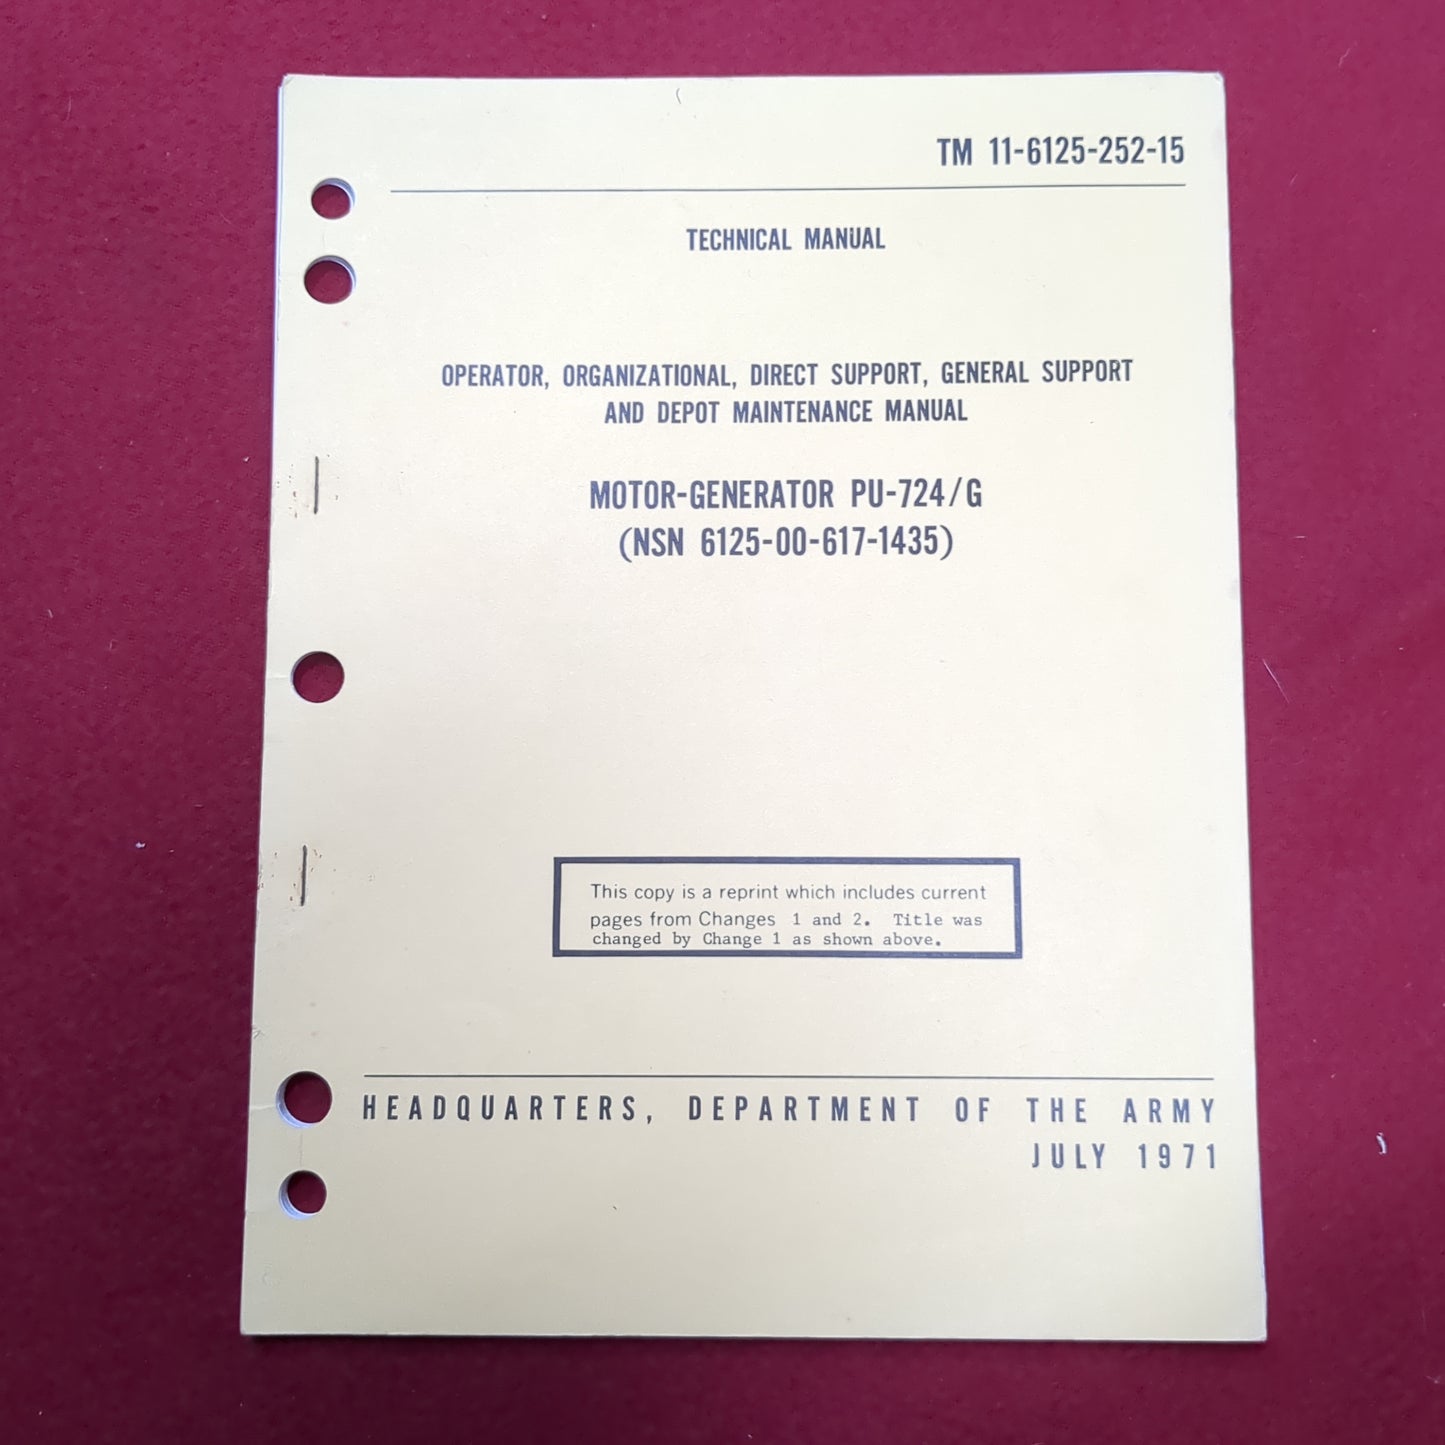 TM 11-6125-252-15
TECHNICAL MANUAL
OPERATOR, ORGANIZATIONAL, DIRECT SUPPORT, GENERAL SUPPORT
AND DEPOT MAINTENANCE MANUAL
MOTOR-GENERATOR PU-724/G
(NSN 6125-00-617-1435)
This copy is a reprint which includes current
pages from Changes 1 and 2. Title was
changed by Change 1 as shown above.
HEADQUARTERS, DEPARTMENT OF THE ARMY
JULY 1971